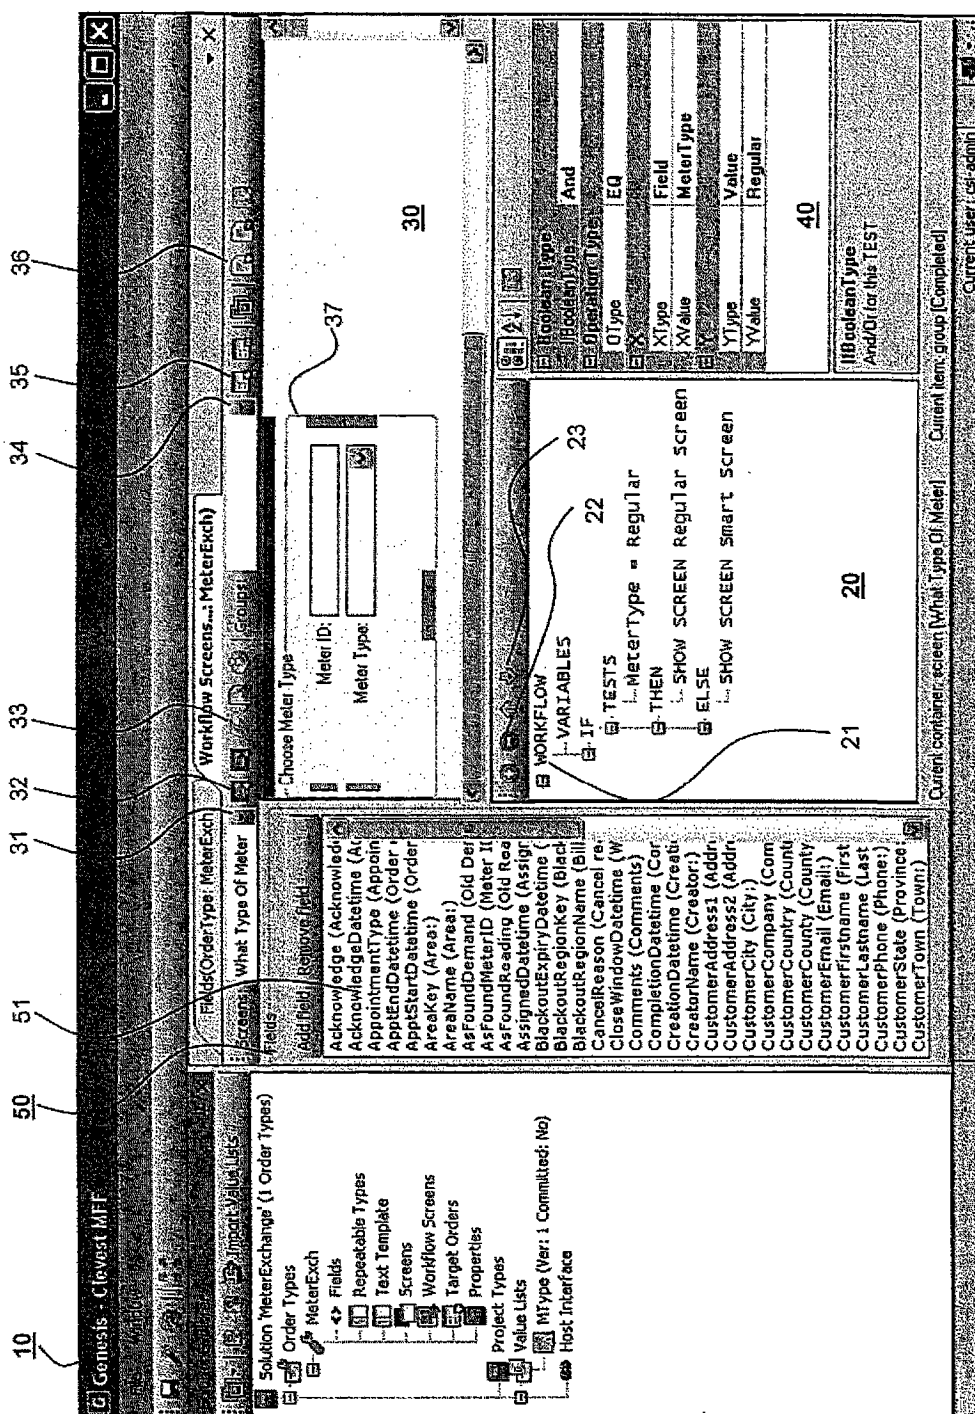 10
50
51
31
32
33
34
35
36
Genesis - Clevest MFF
Import Value Lists
Solution 'MeterExchange' (1 Order Types)
Order Types
MeterExch
Fields
Repeatable Types
Text Template
Screens
Workflow Screens
Target Orders
Properties
Project Types
Value Lists
MType (Ver: 1 Committed: No)
Host Interface
Fields(OrderType: MeterExch
Workflow Screens...: MeterExch)
Screens: What Type Of Meter
Groups:
Fields
Add field
Remove field
Acknowledge (Acknowled
AcknowledgeDatetime (Ac
AppointmentType (Appoin
ApptEndDatetime (Order
ApptStartDatetime (Order
AreaKey (Area:)
AreaName (Area:)
AsFoundDemand (Old Der
AsFoundMeterID (Meter ID
AsFoundReading (Old Rea
AssignedDatetime (Assigr
BlackoutExpiryDatetime (
BlackoutRegionKey (Black
BlackoutRegionName (Bill
CancelReason (Cancel re
CloseWindowDatetime (W
Comments (Comments)
CompletionDatetime (Cor
CreationDatetime (Creatio
CreatorName (Creator:)
CustomerAddress1 (Addr
CustomerAddress2 (Addr
CustomerCity (City:)
CustomerCompany (Com
CustomerCountry (Count
CustomerCounty (County
CustomerEmail (Email:)
CustomerFirstname (First
CustomerLastname (Last
CustomerPhone (Phone:)
CustomerState (Province:
CustomerTown (Town:)
Choose Meter Type
Meter ID:
Meter Type:
37
30
23
22
21
WORKFLOW
VARIABLES
IF
TESTS
MeterType = Regular
THEN
SHOW SCREEN Regular Screen
ELSE
SHOW SCREEN Smart Screen
20
Boolean Type
IIBooleanType And
Operation Type
OType EQ
X
XType Field
XValue MeterType
Y
YType Value
YValue Regular
40
IIBooleanType
And/Or for this TEST
Current container: screen [What Type Of Meter]
Current item: group [Completed]
Current user: csi-admin